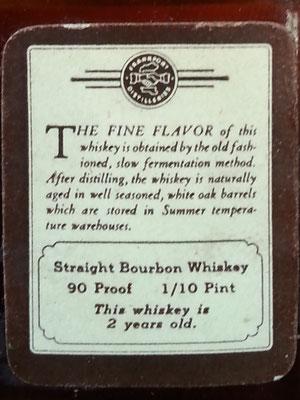 FRANKFORT
DISTILLERIES
THE FINE FLAVOR of this
whiskey is obtained by the old fash-
ioned, slow fermentation method.
After distilling, the whiskey is naturally
aged in well seasoned, white oak barrels
which are stored in Summer tempera-
ture warehouses.
Straight Bourbon Whiskey
90 Proof 1/10 Pint
This whiskey is
2 years old.